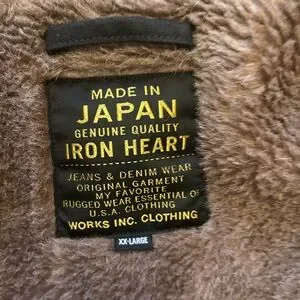 MADE IN
JAPAN
GENUINE QUALITY
IRON HEART
JEANS & DENIM WEAR
ORIGINAL GARMENT
MY FAVORITE
RUGGED WEAR ESSENTIAL OF
U.S.A. CLOTHING
WORKS INC. CLOTHING
XX-LARGE